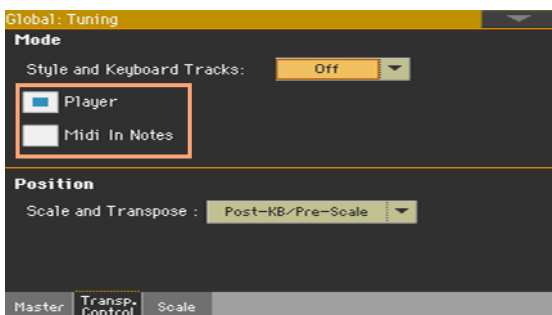 Global: Tuning
Mode
Style and Keyboard Tracks: Off
Player
Midi In Notes
Position
Scale and Transpose : Post-KB/Pre-Scale
Master Transp. Control Scale